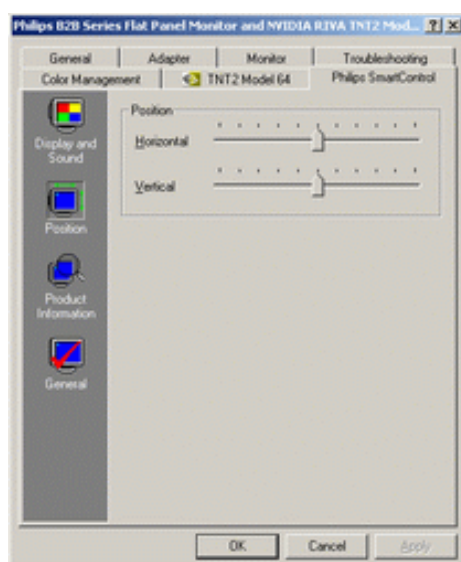 Philips B2B Series Flat Panel Monitor and NVIDIA RIVA TNT2 Mod...
General Adapter Monitor Troubleshooting
Color Management TNT2 Model 64 Philips SmartControl
Display and
Sound
Position
Product
Information
General
Position
Horizontal
Vertical
OK Cancel Apply